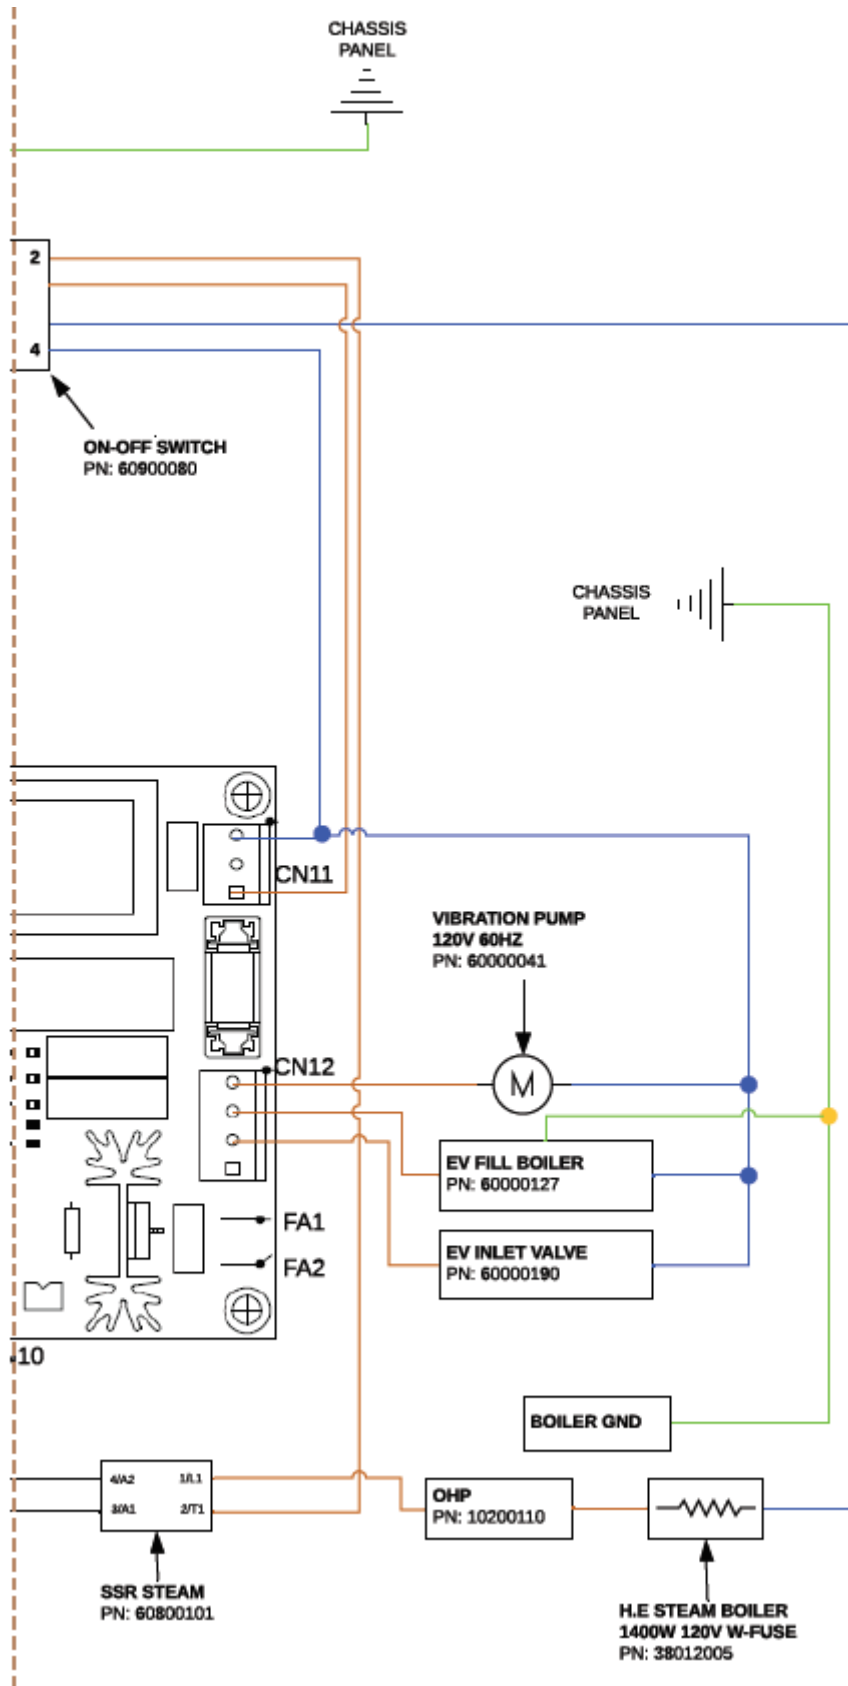 CHASSIS
PANEL
2
4
ON-OFF SWITCH
PN: 60900080
CHASSIS
PANEL
CN11
VIBRATION PUMP
120V 60HZ
PN: 60000041
CN12
M
EV FILL BOILER
PN: 60000127
FA1
EV INLET VALVE
PN: 60000190
FA2
10
BOILER GND
4/A2 1/L1
3/A1 2/T1
OHP
PN: 10200110
SSR STEAM
PN: 60800101
H.E STEAM BOILER
1400W 120V W-FUSE
PN: 38012005